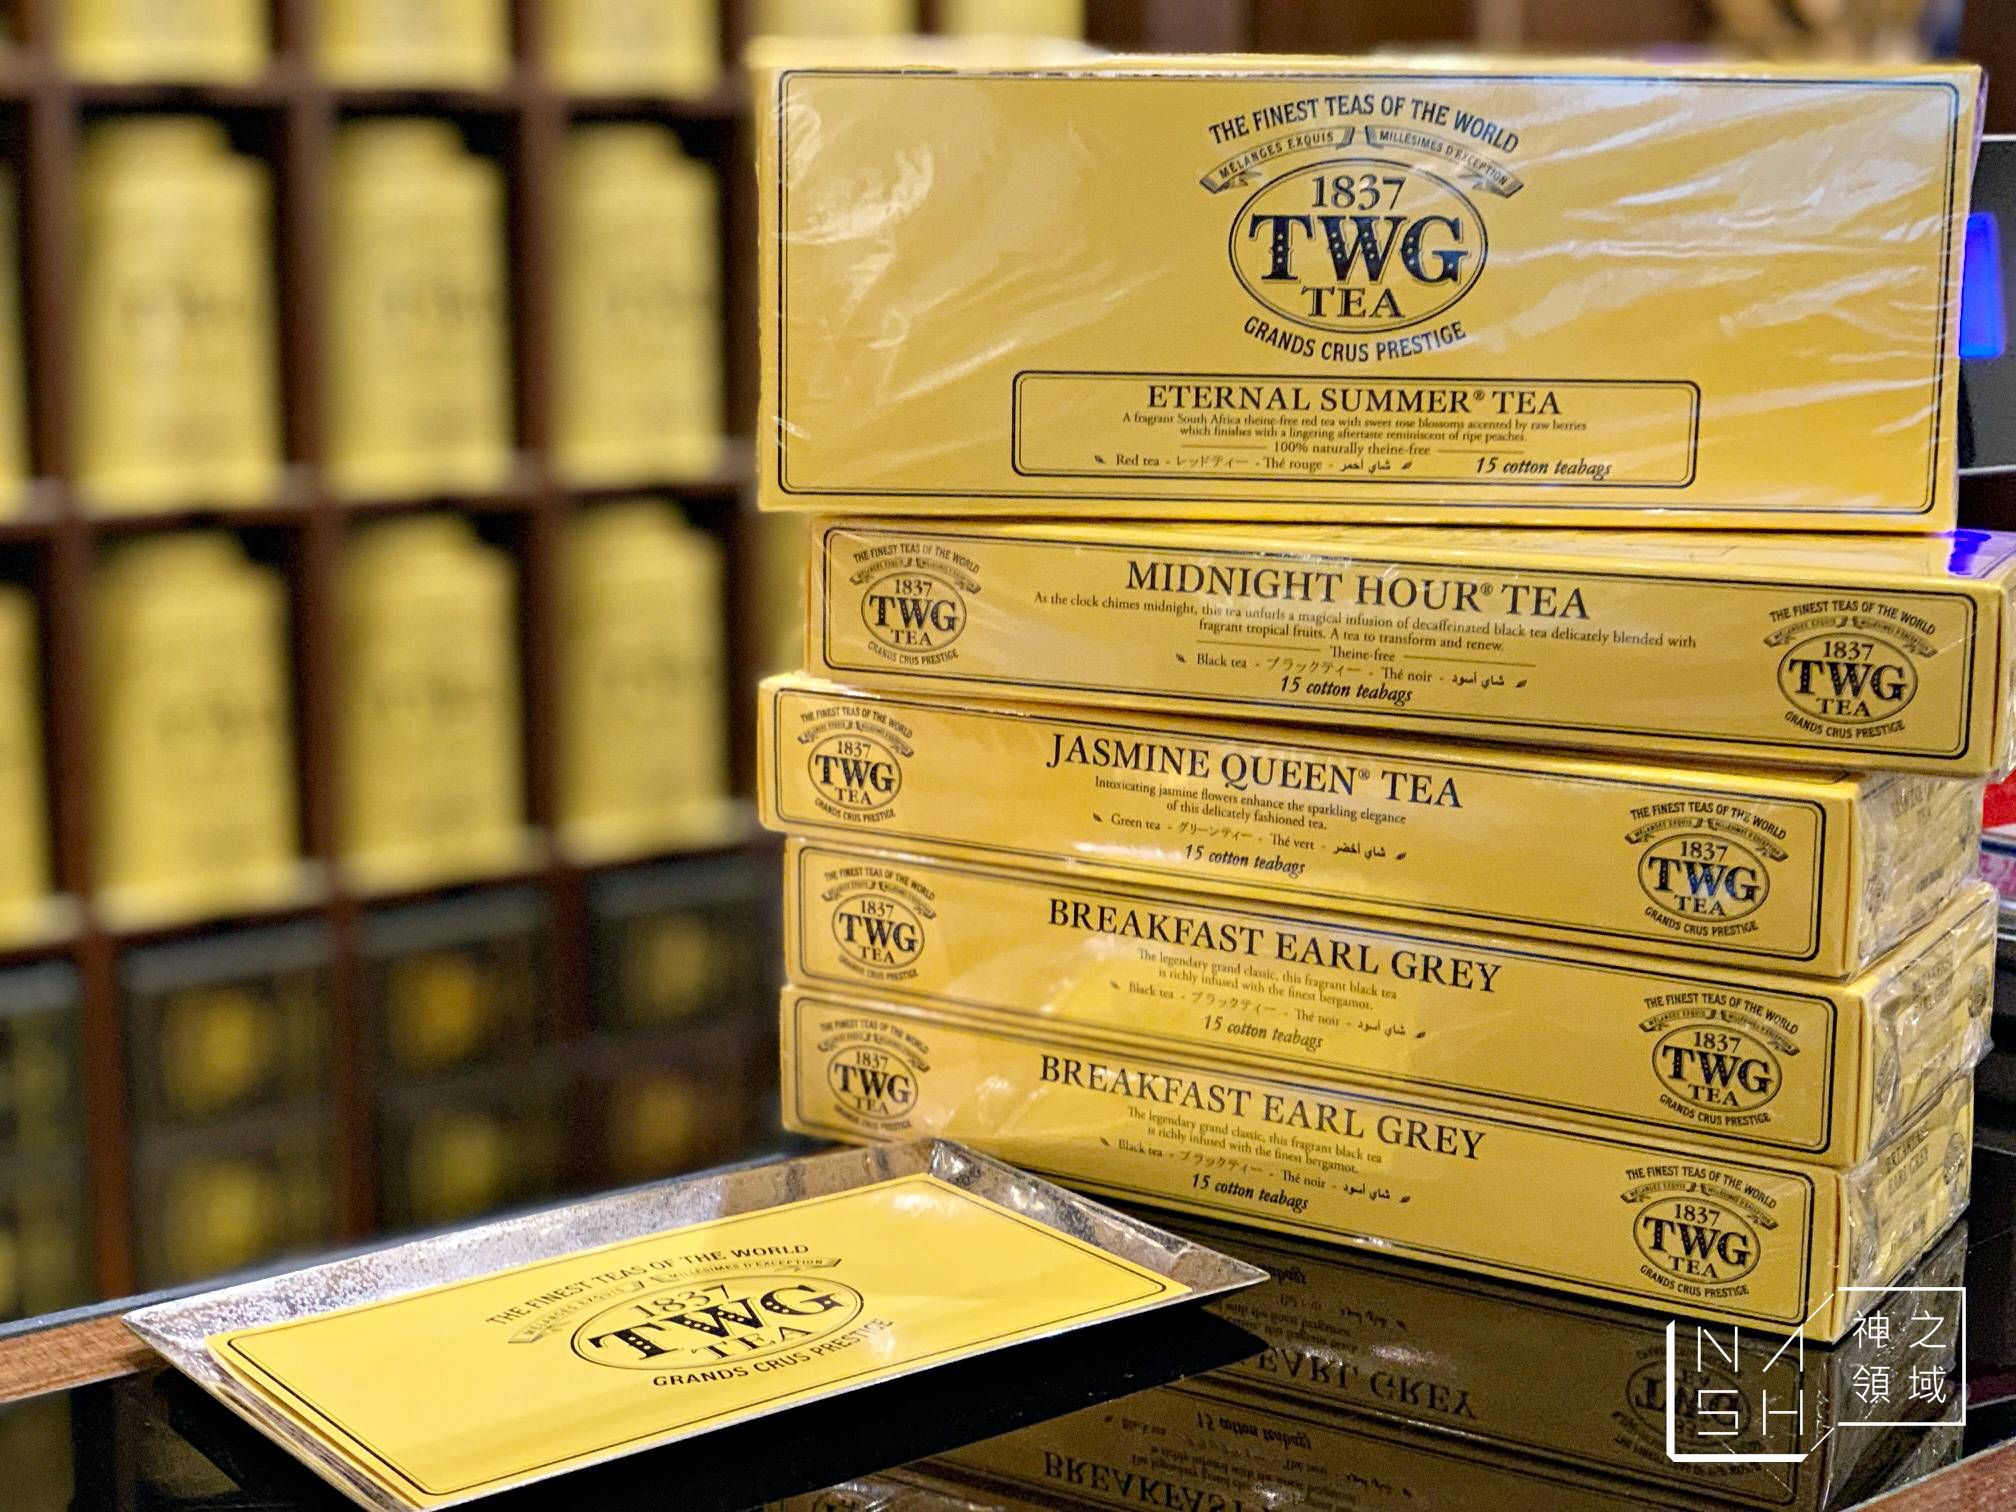 THE FINEST TEAS OF THE WORLD
MÉLANGES EXQUIS MILLÉSIMES D'EXCEPTION
1837
TWG
TEA
GRANDS CRUS PRESTIGE
ETERNAL SUMMER® TEA
A fragrant South Africa theine-free red tea with sweet rose blossoms accented by raw berries
which finishes with a lingering aftertaste reminiscent of ripe peaches.
100% naturally theine-free
Red tea - レッドティー - Thé rouge - شاي أحمر
15 cotton teabags
THE FINEST TEAS OF THE WORLD
1837
TWG
TEA
GRANDS CRUS PRESTIGE
MIDNIGHT HOUR® TEA
As the clock chimes midnight, this tea unfurls a magical infusion of decaffeinated black tea delicately blended with
fragrant tropical fruits. A tea to transform and renew.
Theine-free
Black tea - ブラックティー - Thé noir - شاي أسود
15 cotton teabags
THE FINEST TEAS OF THE WORLD
1837
TWG
TEA
GRANDS CRUS PRESTIGE
THE FINEST TEAS OF THE WORLD
1837
TWG
TEA
GRANDS CRUS PRESTIGE
JASMINE QUEEN® TEA
Intoxicating jasmine flowers enhance the sparkling elegance
of this delicately fashioned tea.
Green tea - グリーンティー - Thé vert - شاي أخضر
15 cotton teabags
THE FINEST TEAS OF THE WORLD
1837
TWG
TEA
GRANDS CRUS PRESTIGE
THE FINEST TEAS OF THE WORLD
1837
TWG
TEA
GRANDS CRUS PRESTIGE
BREAKFAST EARL GREY
The legendary grand classic, this fragrant black tea
is richly infused with the finest bergamot.
Black tea - ブラックティー - Thé noir - شاي أسود
15 cotton teabags
THE FINEST TEAS OF THE WORLD
1837
TWG
TEA
GRANDS CRUS PRESTIGE
THE FINEST TEAS OF THE WORLD
1837
TWG
TEA
GRANDS CRUS PRESTIGE
BREAKFAST EARL GREY
The legendary grand classic, this fragrant black tea
is richly infused with the finest bergamot.
Black tea - ブラックティー - Thé noir - شاي أسود
15 cotton teabags
THE FINEST TEAS OF THE WORLD
1837
TWG
TEA
GRANDS CRUS PRESTIGE
BREAKFAST
EARL GREY
THE FINEST TEAS OF THE WORLD
MÉLANGES EXQUIS MILLÉSIMES D'EXCEPTION
1837
TWG
TEA
GRANDS CRUS PRESTIGE
NASH
神之
領域